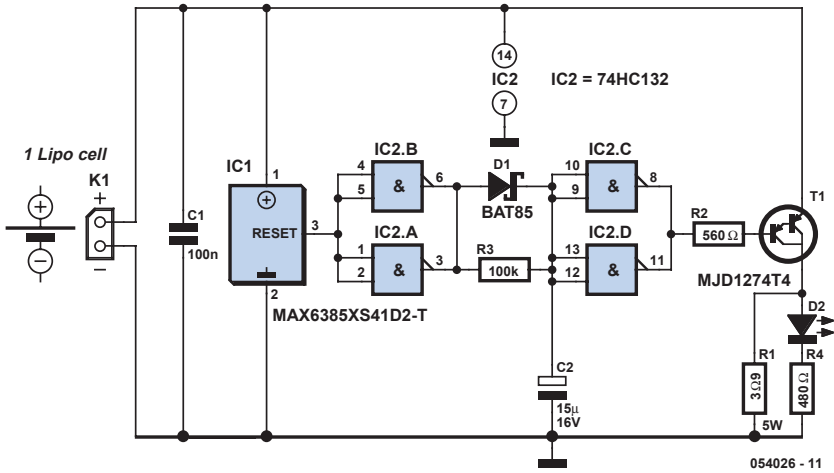 14
IC2
7
IC2 = 74HC132
1 Lipo cell
K1
+
–
C1
100n
IC1
1
RESET
3
2
MAX6385XS41D2-T
IC2.B
4
5
&
6
IC2.A
1
2
&
3
D1
BAT85
R3
100k
IC2.C
10
9
&
8
IC2.D
13
12
&
11
C2
15µ
16V
R2
560 Ω
T1
MJD1274T4
D2
R1
3Ω9
5W
R4
480 Ω
054026 - 11